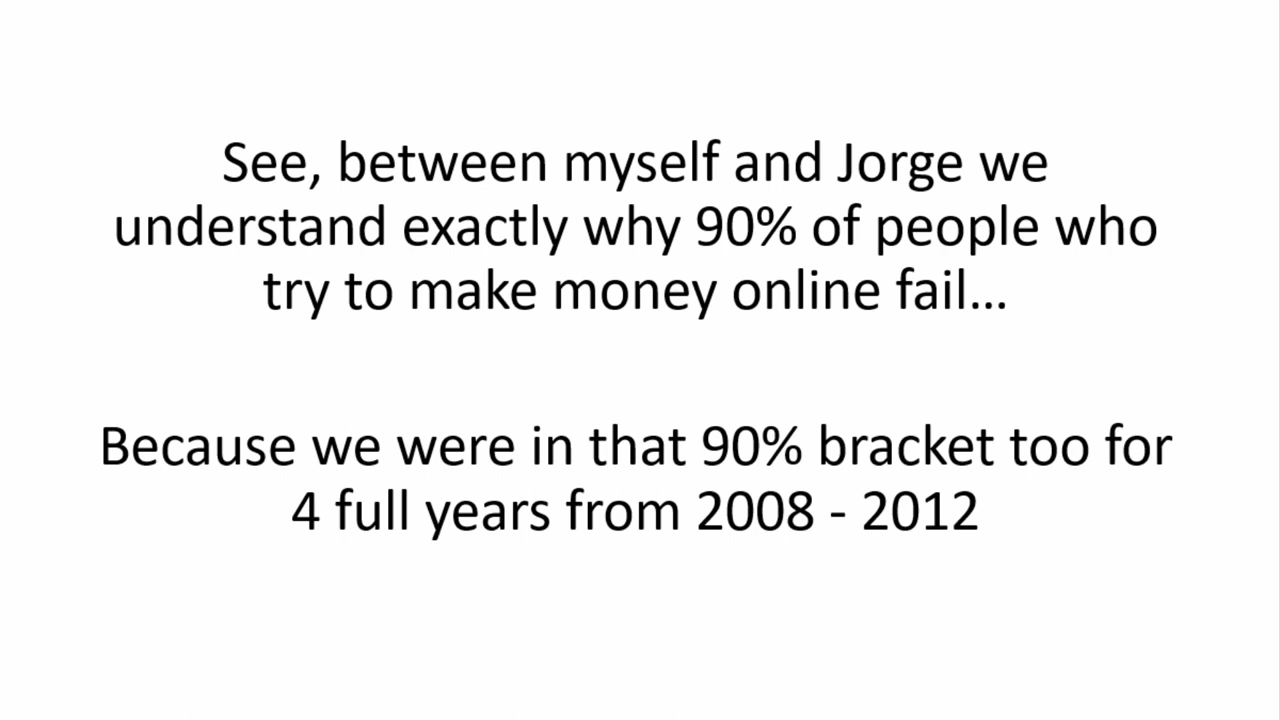 See, between myself and Jorge we
understand exactly why 90% of people who
try to make money online fail…
Because we were in that 90% bracket too for
4 full years from 2008 - 2012